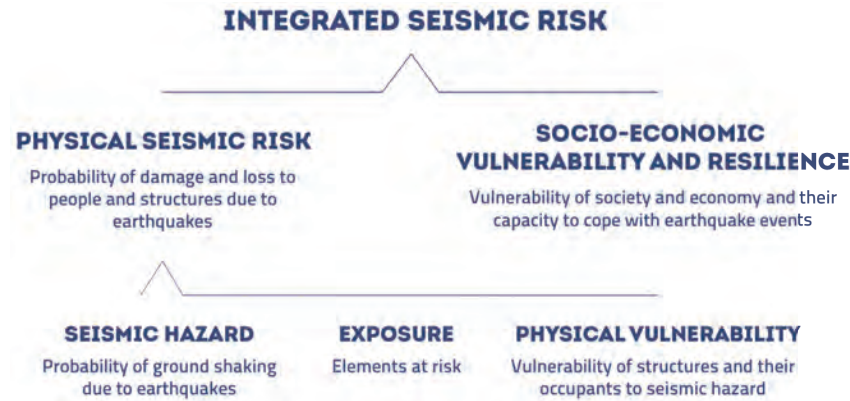 INTEGRATED SEISMIC RISK
PHYSICAL SEISMIC RISK
Probability of damage and loss to
people and structures due to
earthquakes
SOCIO-ECONOMIC
VULNERABILITY AND RESILIENCE
Vulnerability of society and economy and their
capacity to cope with earthquake events
SEISMIC HAZARD
Probability of ground shaking
due to earthquakes
EXPOSURE
Elements at risk
PHYSICAL VULNERABILITY
Vulnerability of structures and their
occupants to seismic hazard